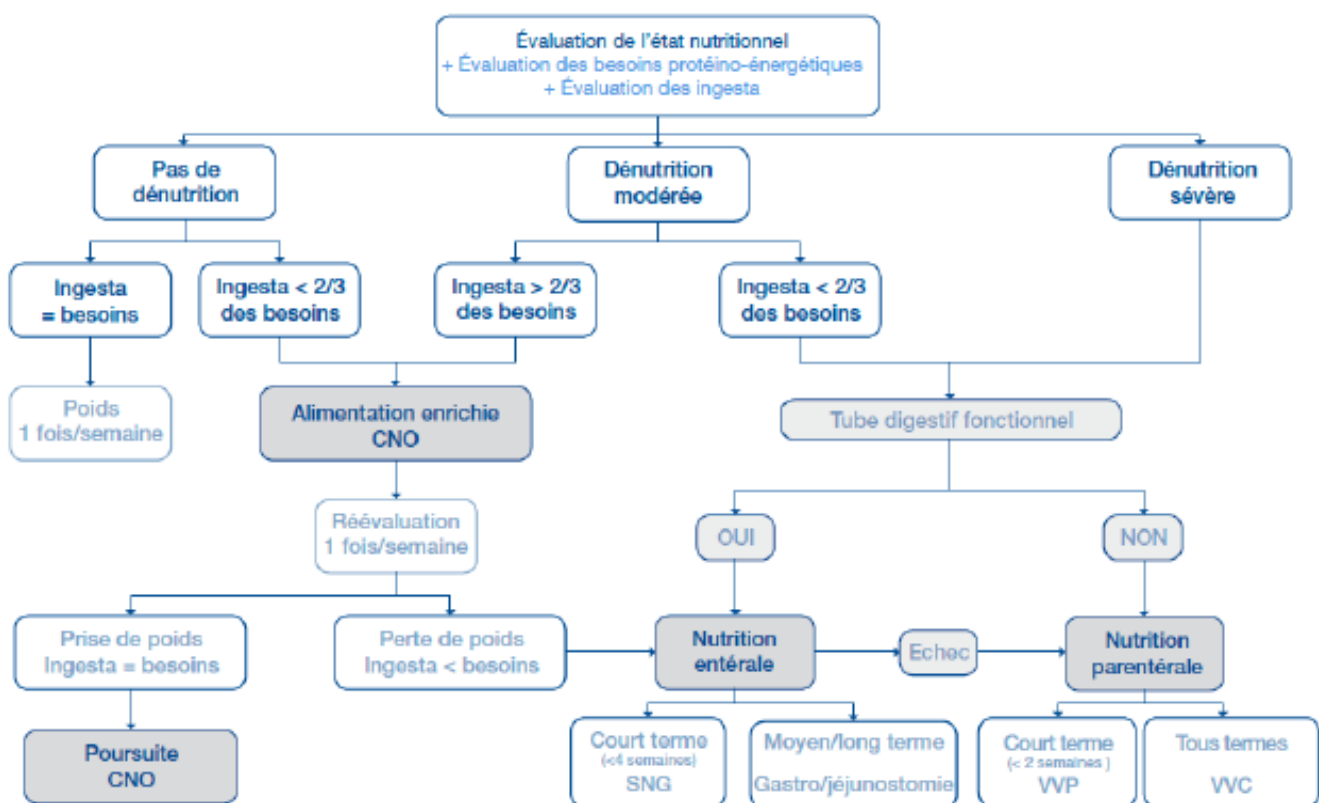 Évaluation de l'état nutritionnel
+ Évaluation des besoins protéino-énergétiques
+ Évaluation des ingesta
Pas de
dénutrition
Dénutrition
modérée
Dénutrition
sévère
Ingesta
= besoins
Ingesta < 2/3
des besoins
Ingesta > 2/3
des besoins
Ingesta < 2/3
des besoins
Poids
1 fois/semaine
Alimentation enrichie
CNO
Tube digestif fonctionnel
Réévaluation
1 fois/semaine
OUI
NON
Prise de poids
Ingesta = besoins
Perte de poids
Ingesta < besoins
Nutrition
entérale
Echec
Nutrition
parentérale
Poursuite
CNO
Court terme
(<4 semaines)
SNG
Moyen/long terme
Gastro/jéjunostomie
Court terme
(< 2 semaines )
VVP
Tous termes
VVC